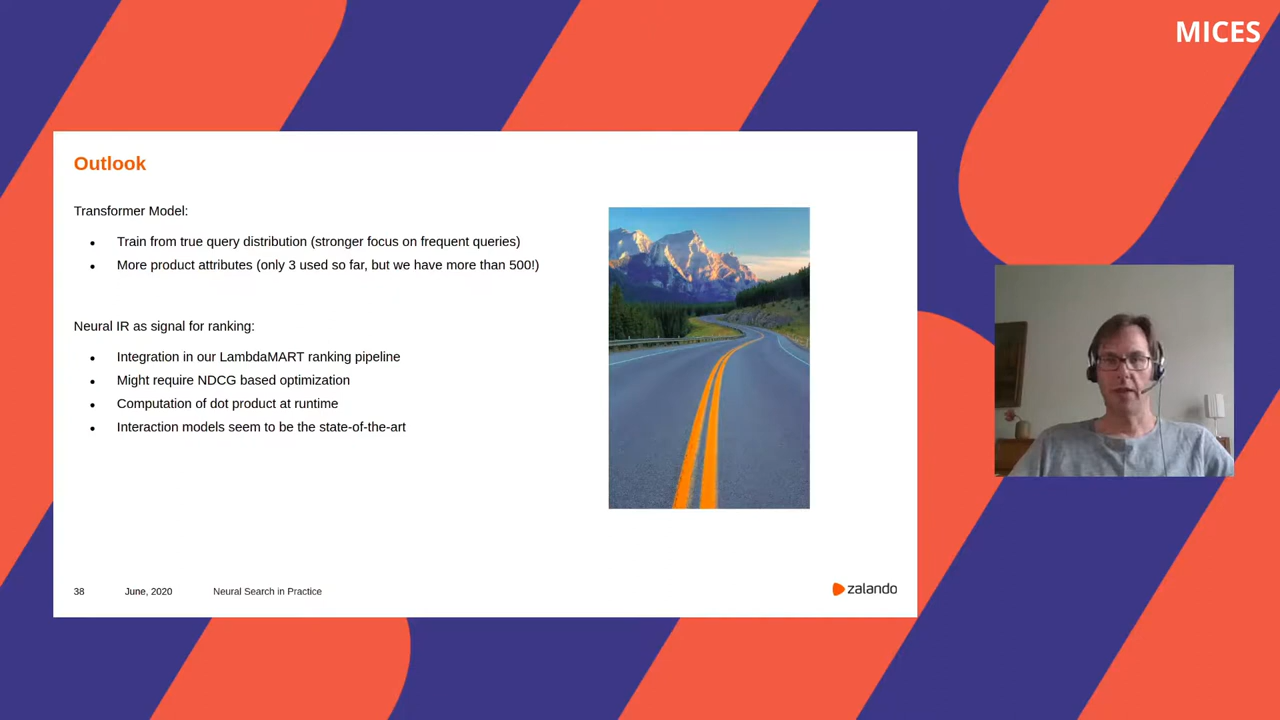 MICES
Outlook
Transformer Model:
● Train from true query distribution (stronger focus on frequent queries)
● More product attributes (only 3 used so far, but we have more than 500!)
Neural IR as signal for ranking:
● Integration in our LambdaMART ranking pipeline
● Might require NDCG based optimization
● Computation of dot product at runtime
● Interaction models seem to be the state-of-the-art
38 June, 2020 Neural Search in Practice zalando